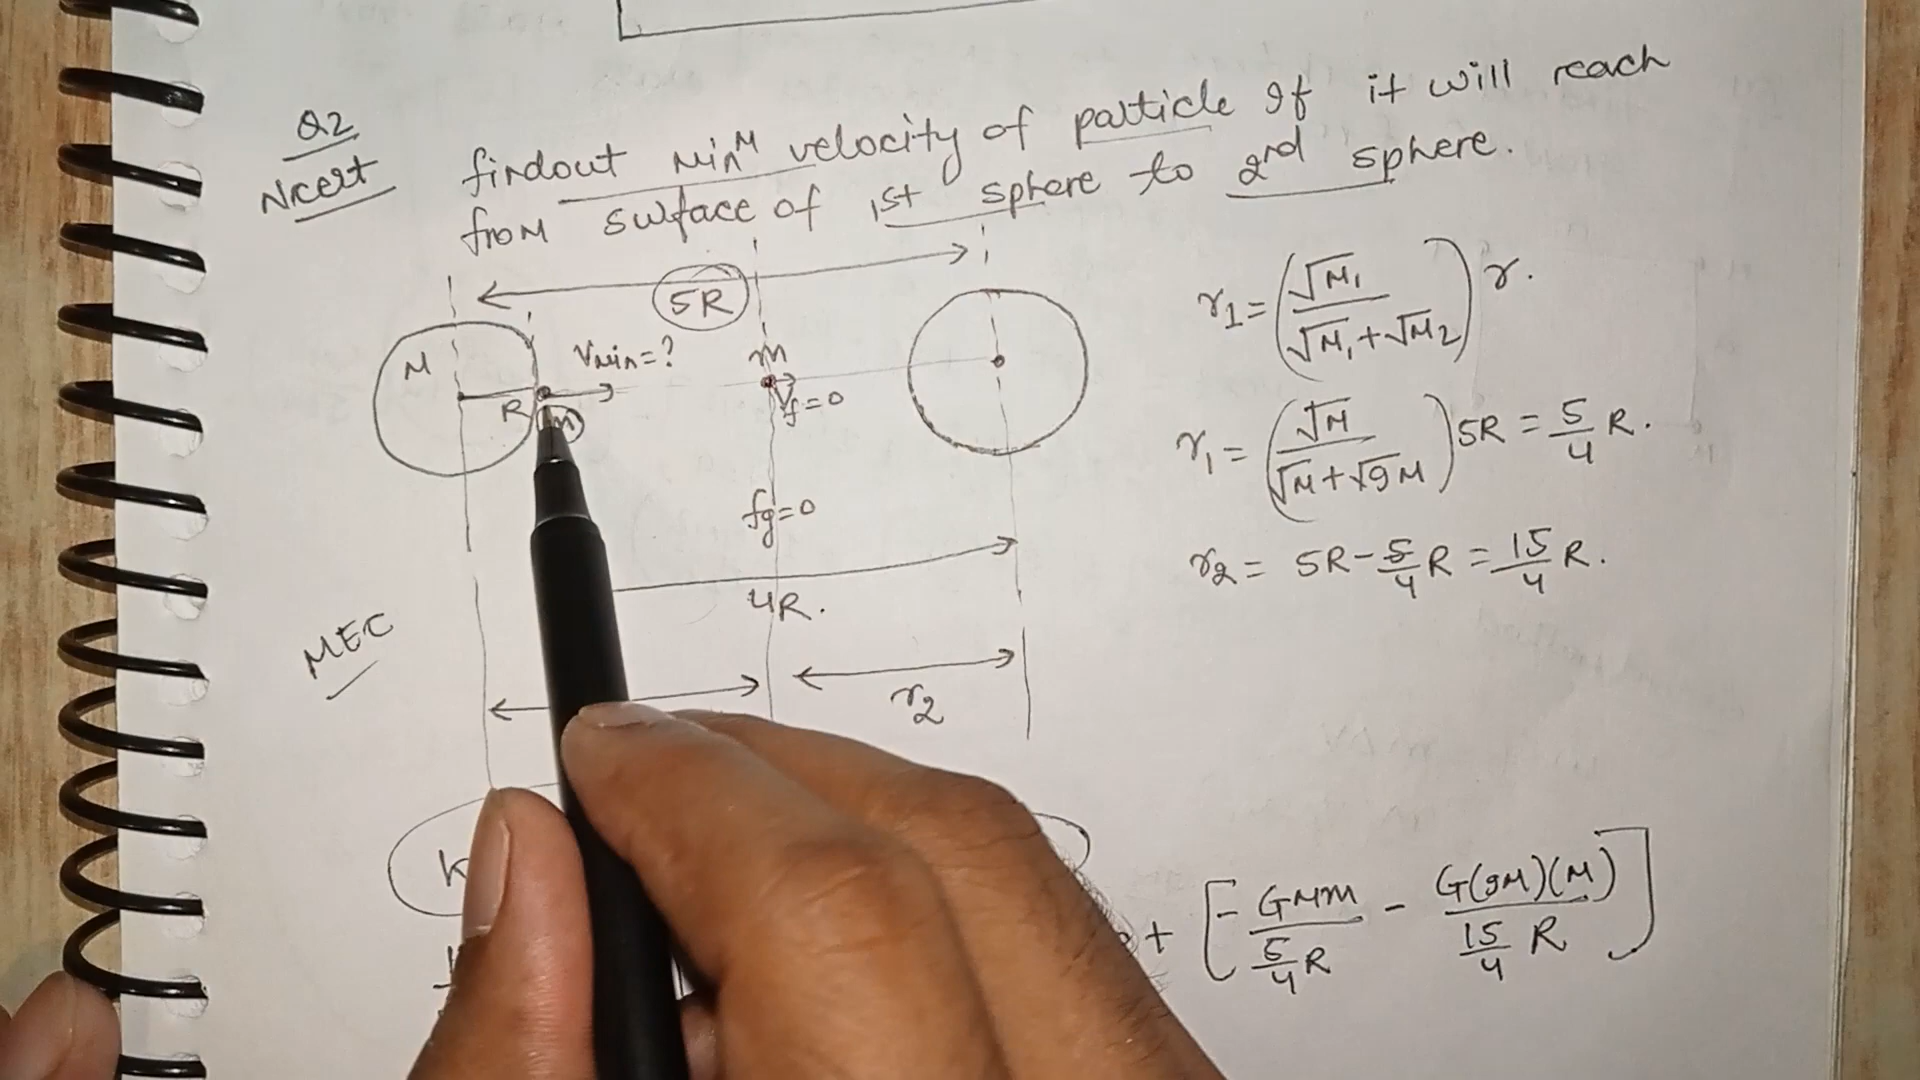 Q2
Ncert
findout minᴹ velocity of particle If it will reach
from surface of 1st sphere to 2nd sphere.
5R
M
R
Vmin=?
m
m
Vf=0
fg=0
4R.
r2
MEC
r1 = (√M1 / √M1+√M2) r.
r1 = (√M / √M+√9M) 5R = 5/4 R.
r2 = 5R - 5/4 R = 15/4 R.
K
+ [- GMm / 5/4 R - G(9M)(M) / 15/4 R]